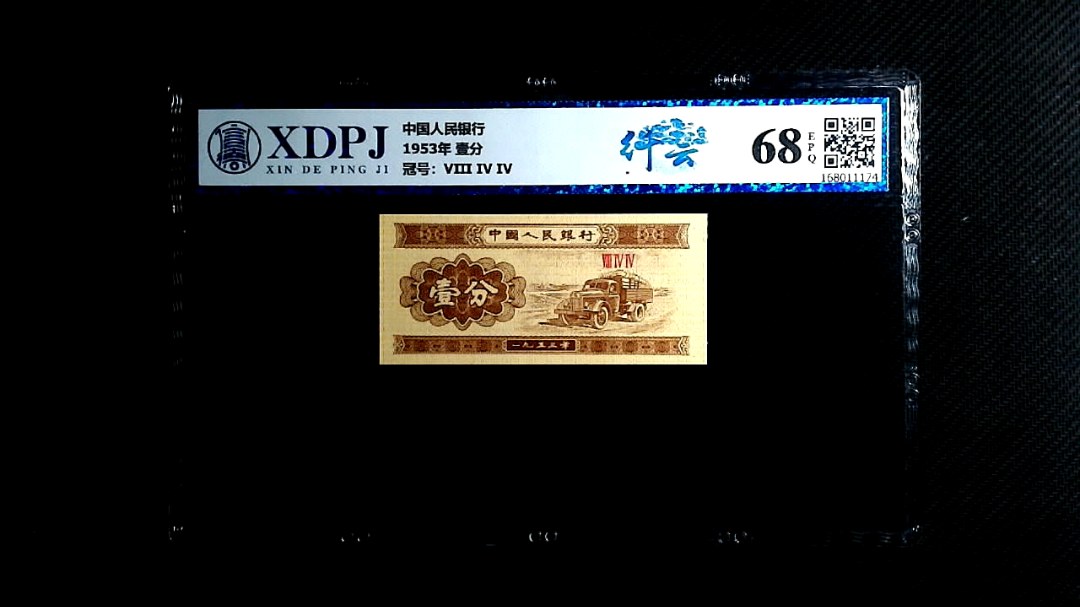 XDPJ
XIN DE PING JI
中国人民银行
1953年 壹分
冠号：VIII IV IV
68
EPQ
168011174
中國人民銀行
VIII IV IV
壹分
一九五三年